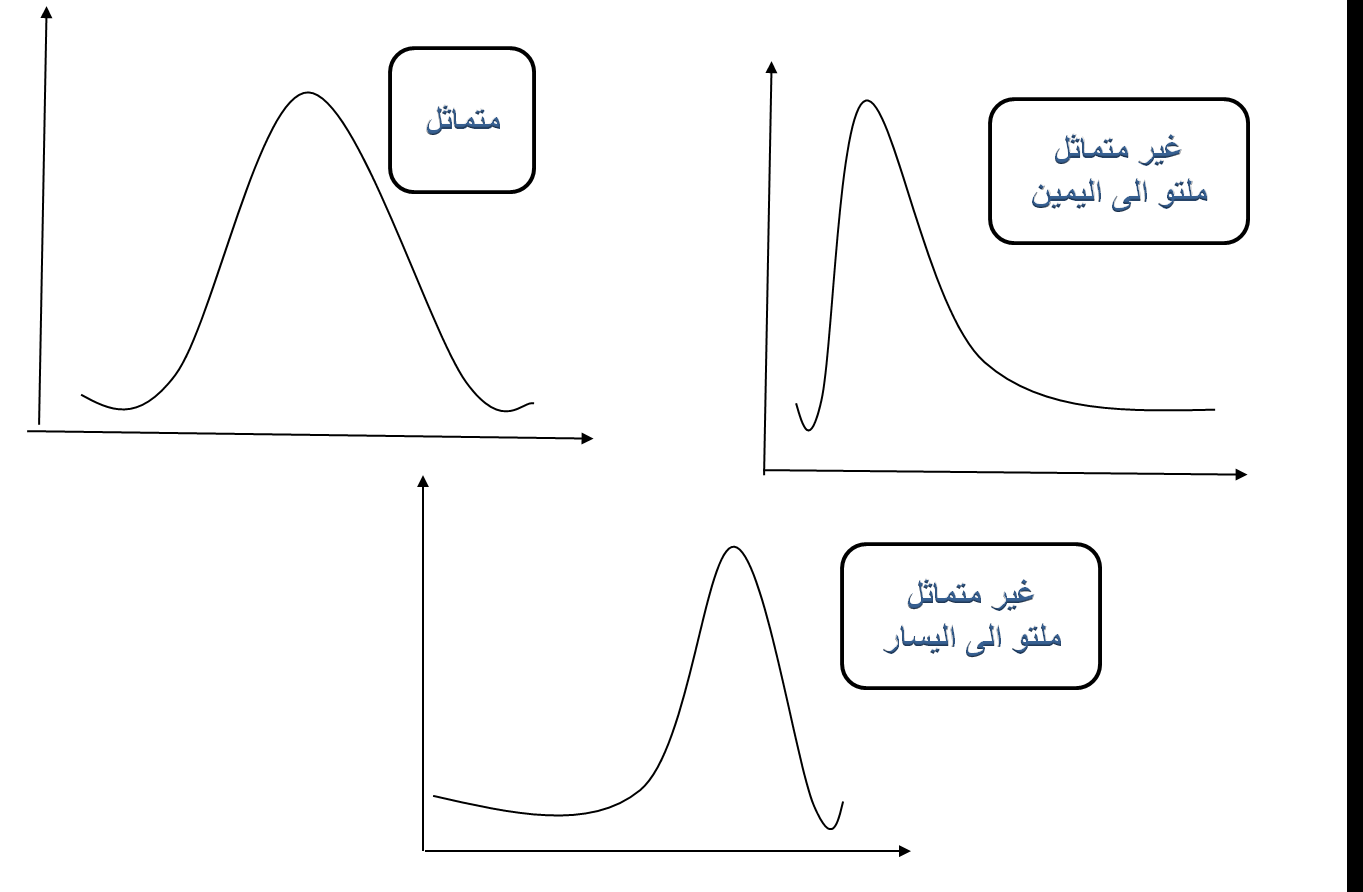 متماثل
غير متماثل
ملتو الى اليمين
غير متماثل
ملتو الى اليسار